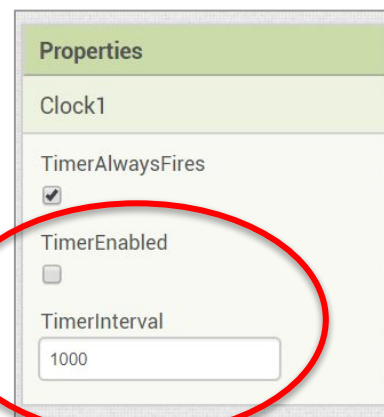 Properties
Clock1
TimerAlwaysFires
TimerEnabled
TimerInterval
1000